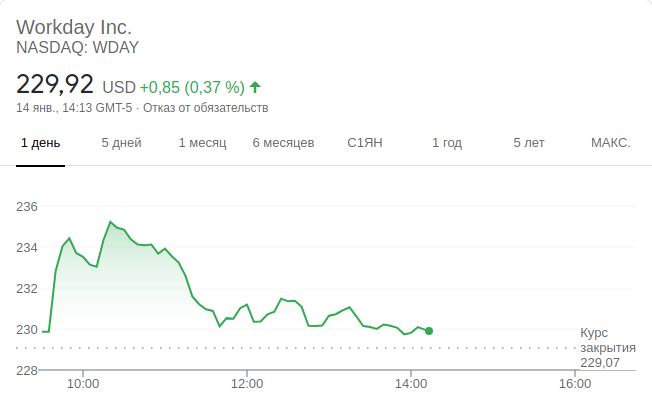 Workday Inc.
NASDAQ: WDAY
229,92 USD +0,85 (0,37 %)
14 янв., 14:13 GMT-5 · Отказ от обязательств
1 день 5 дней 1 месяц 6 месяцев С1ЯН 1 год 5 лет МАКС.
236
234
232
230
Курс
закрытия
229,07
228
10:00 12:00 14:00 16:00